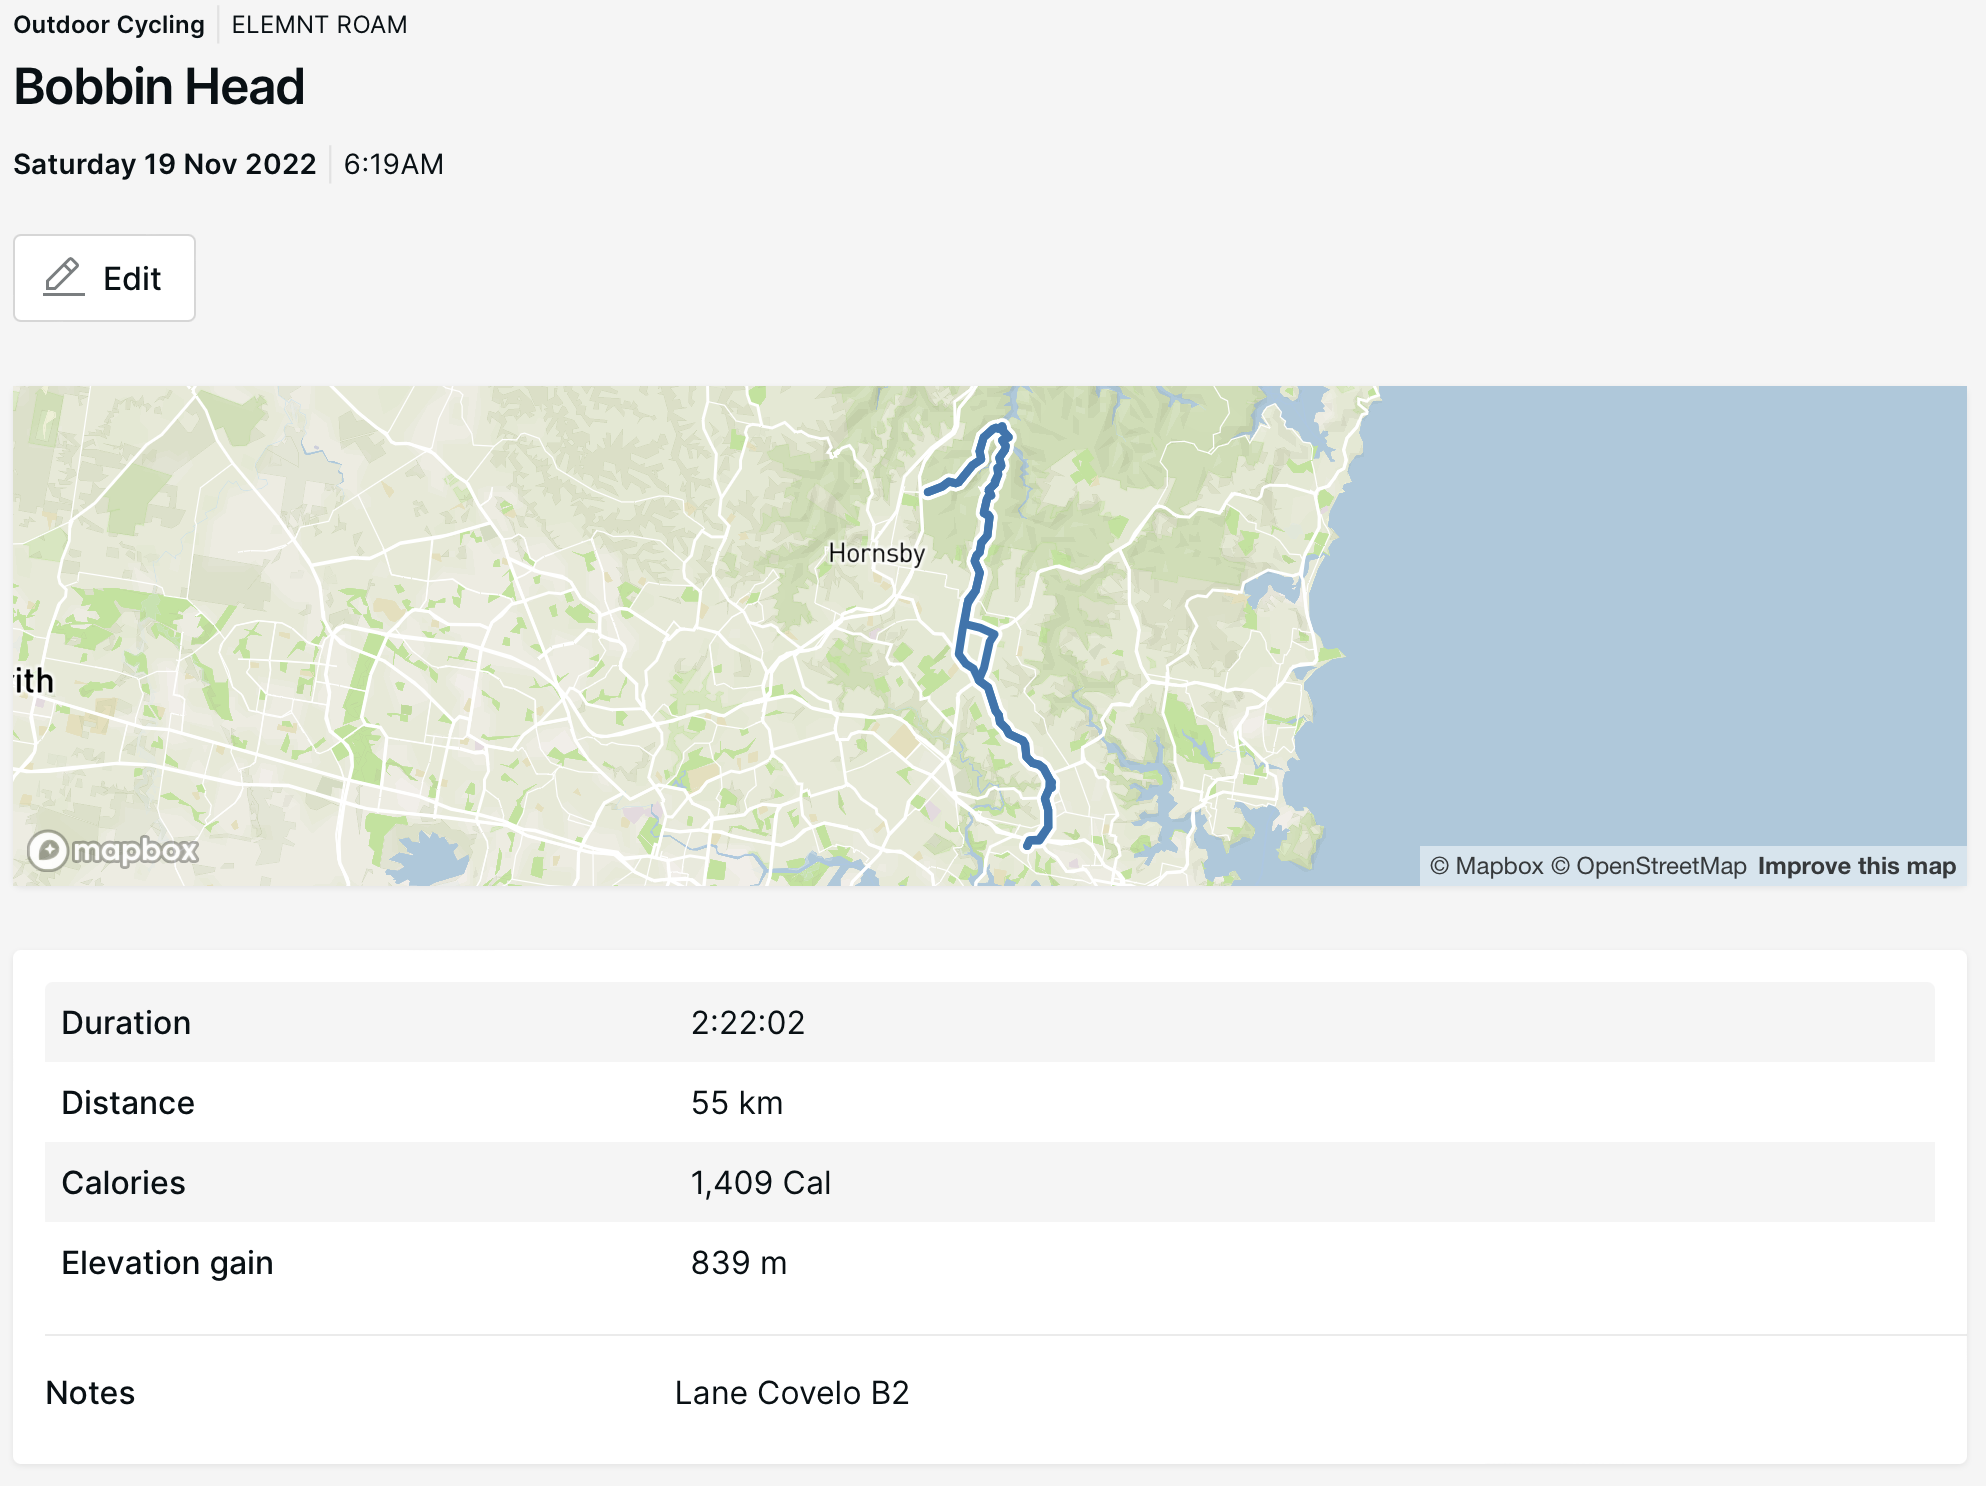 Outdoor Cycling ELEMNT ROAM
Bobbin Head
Saturday 19 Nov 2022 6:19AM
Edit
Hornsby
ith
mapbox
© Mapbox © OpenStreetMap Improve this map
Duration 2:22:02
Distance 55 km
Calories 1,409 Cal
Elevation gain 839 m
Notes Lane Covelo B2